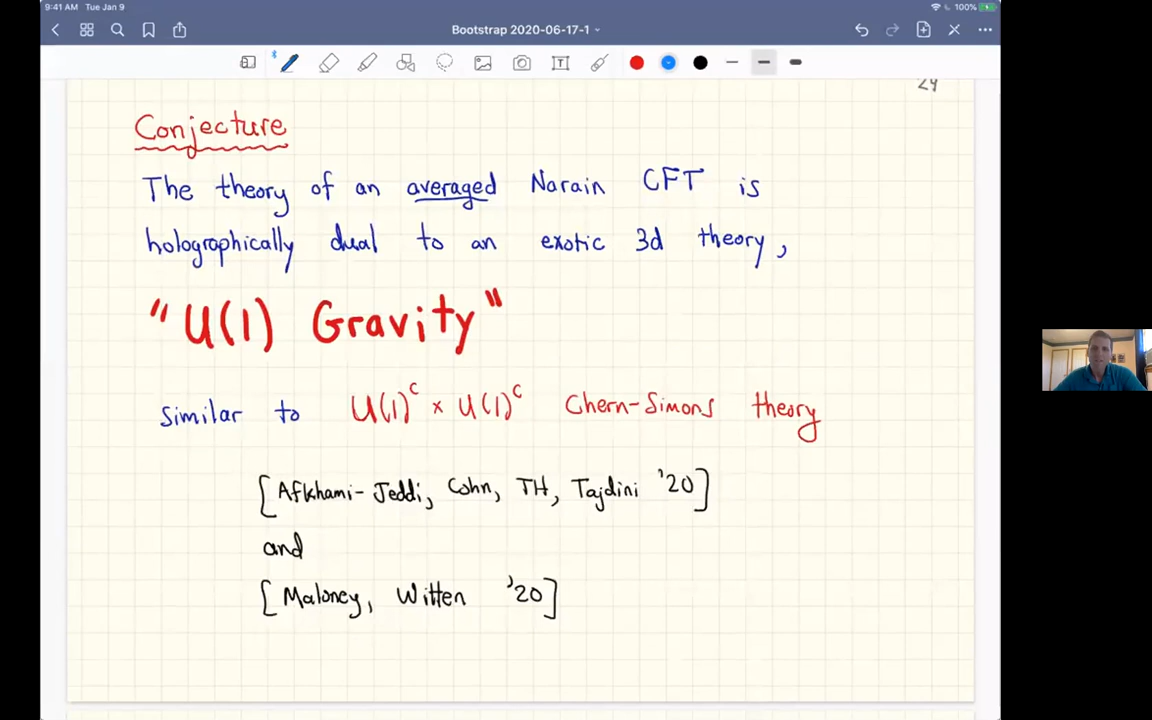 9:41 AM Tue Jan 9
100%
Bootstrap 2020-06-17-1
24
Conjecture
The theory of an averaged Narain CFT is
holographically dual to an exotic 3d theory,
"U(1) Gravity"
similar to U(1)^c × U(1)^c Chern-Simons theory
[Afkhami-Jeddi, Cohn, TH, Tajdini '20]
and
[Maloney, Witten '20]